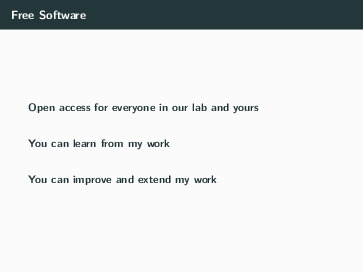 Free Software
Open access for everyone in our lab and yours
You can learn from my work
You can improve and extend my work